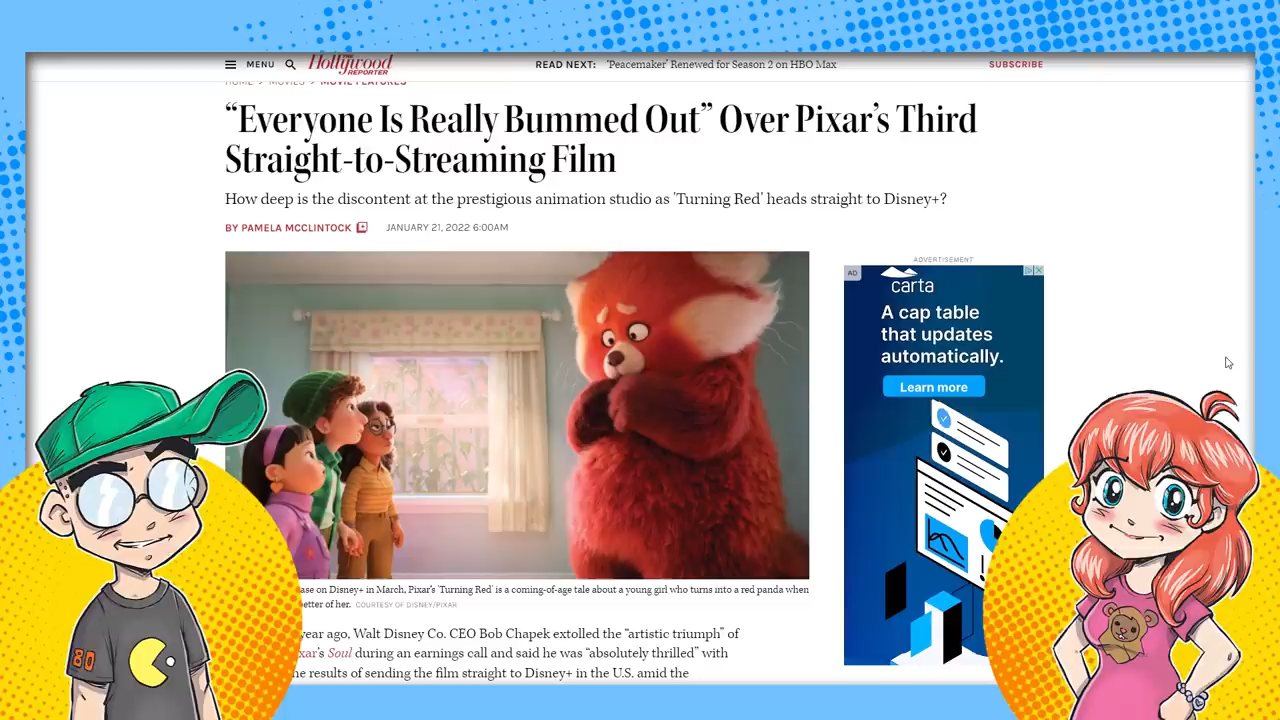 MENU
The Hollywood REPORTER
READ NEXT: 'Peacemaker' Renewed for Season 2 on HBO Max
SUBSCRIBE
HOME > MOVIES > MOVIE FEATURES
“Everyone Is Really Bummed Out” Over Pixar’s Third
Straight-to-Streaming Film
How deep is the discontent at the prestigious animation studio as 'Turning Red' heads straight to Disney+?
BY PAMELA MCCLINTOCK JANUARY 21, 2022 6:00AM
ADVERTISEMENT
AD
carta
A cap table
that updates
automatically.
Learn more
ase on Disney+ in March, Pixar's 'Turning Red' is a coming-of-age tale about a young girl who turns into a red panda when
etter of her. COURTESY OF DISNEY/PIXAR
year ago, Walt Disney Co. CEO Bob Chapek extolled the “artistic triumph” of
xar's Soul during an earnings call and said he was “absolutely thrilled” with
he results of sending the film straight to Disney+ in the U.S. amid the
80